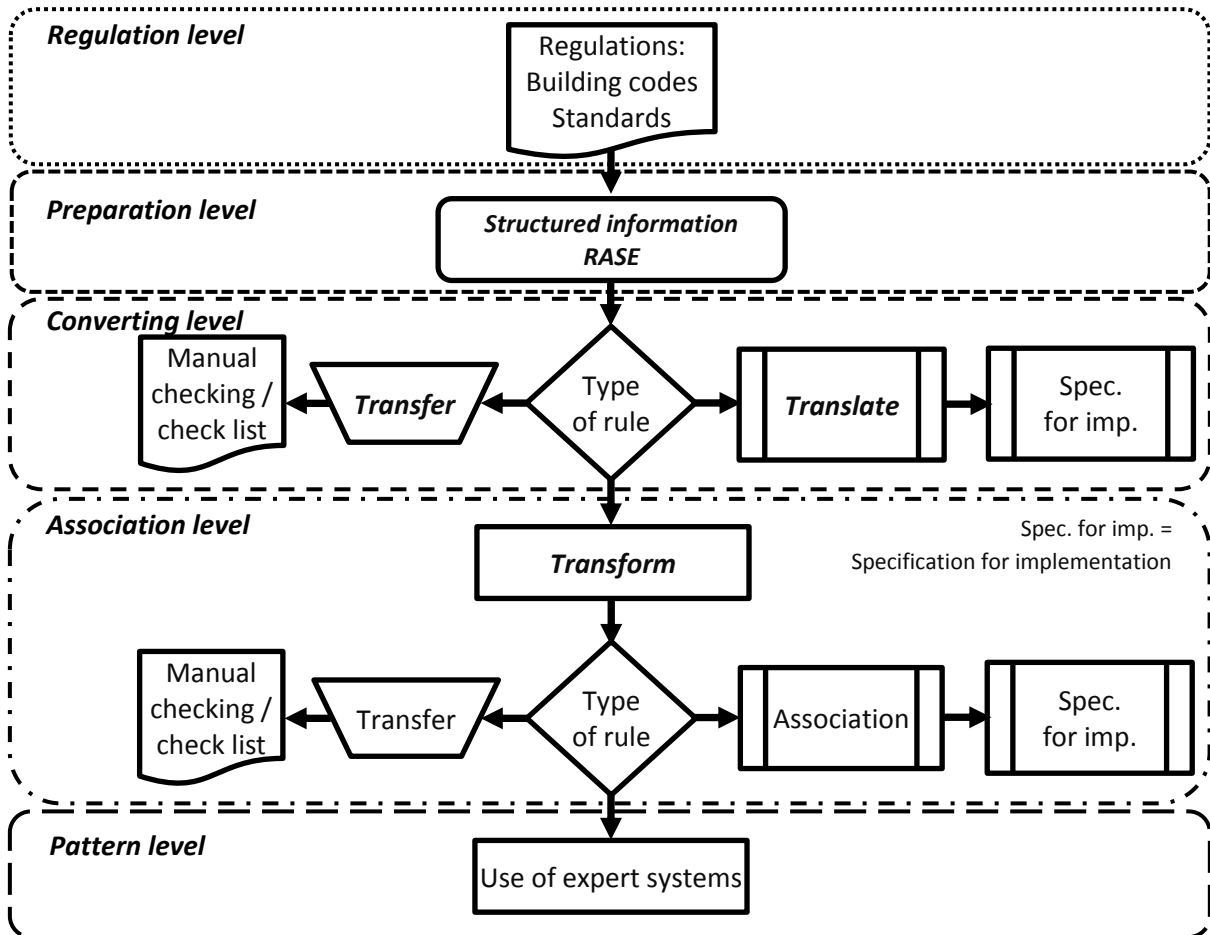 Regulation level
Regulations:
Building codes
Standards
Preparation level
Structured information
RASE
Converting level
Manual
checking /
check list
Transfer
Type
of rule
Translate
Spec.
for imp.
Association level
Transform
Spec. for imp. =
Specification for implementation
Manual
checking /
check list
Transfer
Type
of rule
Association
Spec.
for imp.
Pattern level
Use of expert systems